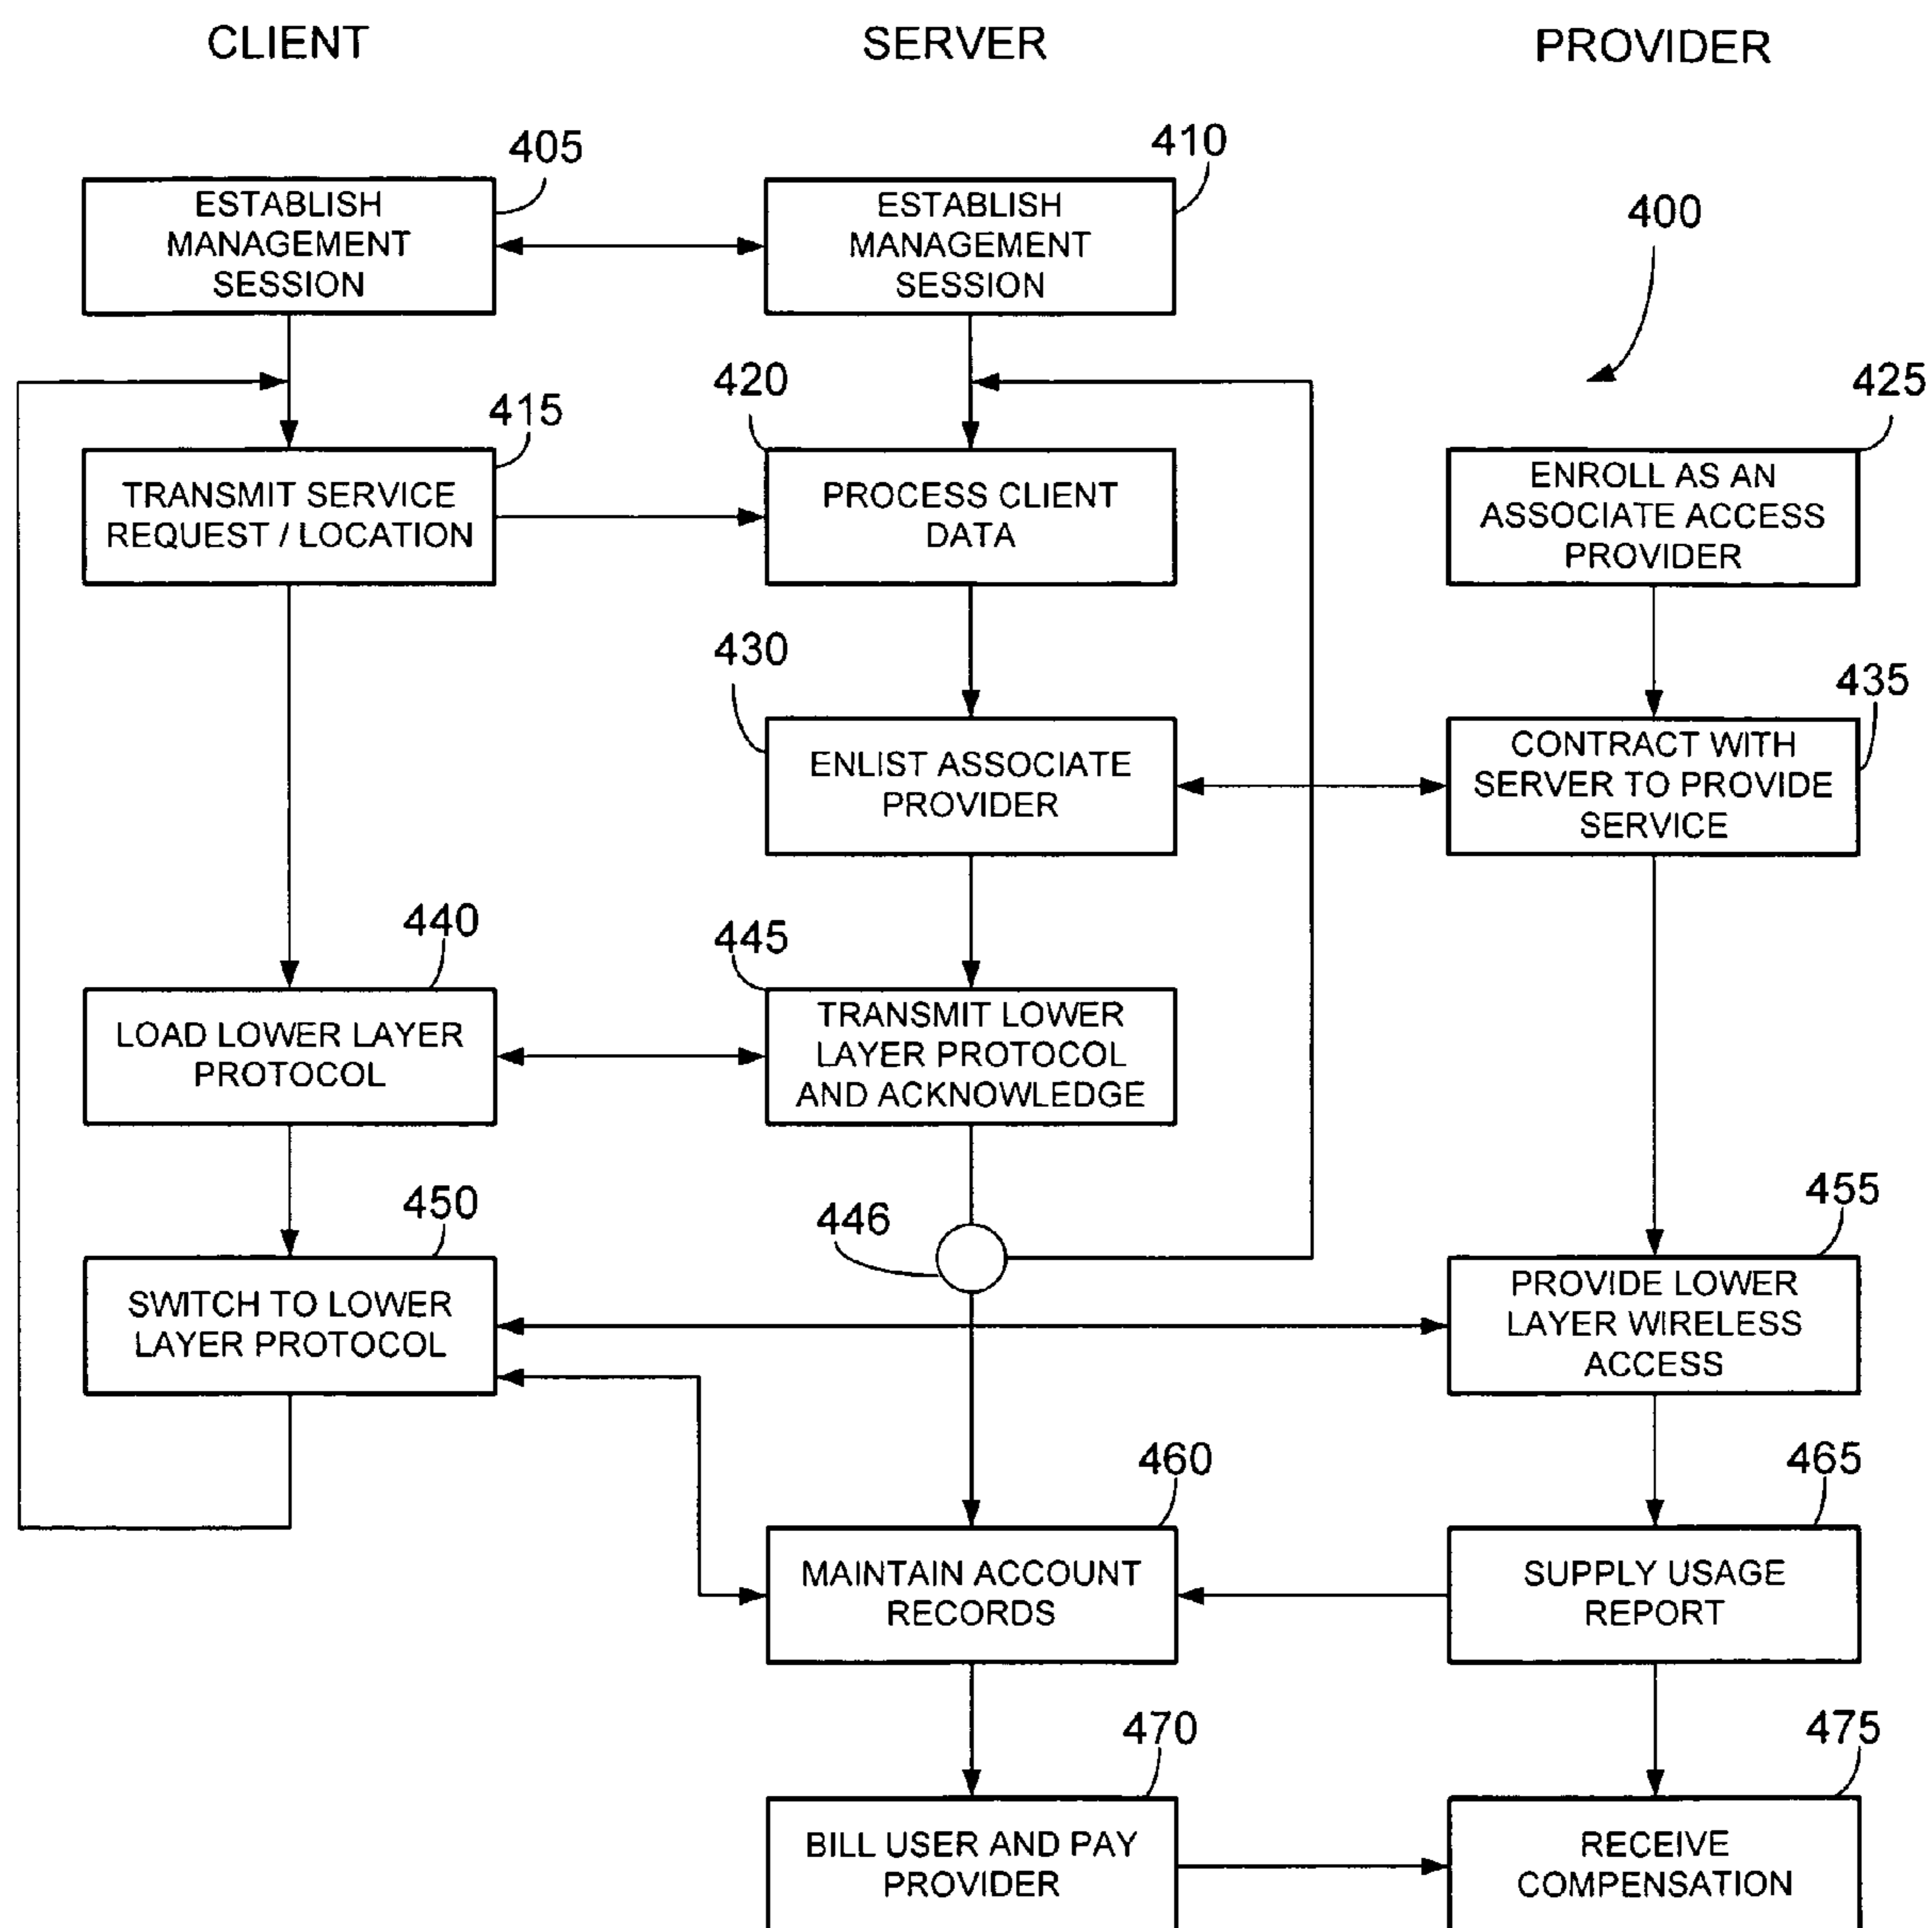 CLIENT
SERVER
PROVIDER
405
ESTABLISH
MANAGEMENT
SESSION
410
ESTABLISH
MANAGEMENT
SESSION
400
415
TRANSMIT SERVICE
REQUEST / LOCATION
420
PROCESS CLIENT
DATA
425
ENROLL AS AN
ASSOCIATE ACCESS
PROVIDER
430
ENLIST ASSOCIATE
PROVIDER
435
CONTRACT WITH
SERVER TO PROVIDE
SERVICE
440
LOAD LOWER LAYER
PROTOCOL
445
TRANSMIT LOWER
LAYER PROTOCOL
AND ACKNOWLEDGE
450
SWITCH TO LOWER
LAYER PROTOCOL
446
455
PROVIDE LOWER
LAYER WIRELESS
ACCESS
460
MAINTAIN ACCOUNT
RECORDS
465
SUPPLY USAGE
REPORT
470
BILL USER AND PAY
PROVIDER
475
RECEIVE
COMPENSATION